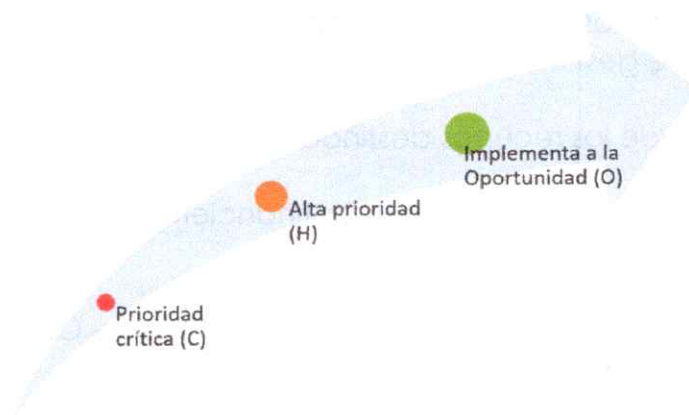 Implementa a la
Oportunidad (O)
Alta prioridad
(H)
Prioridad
crítica (C)